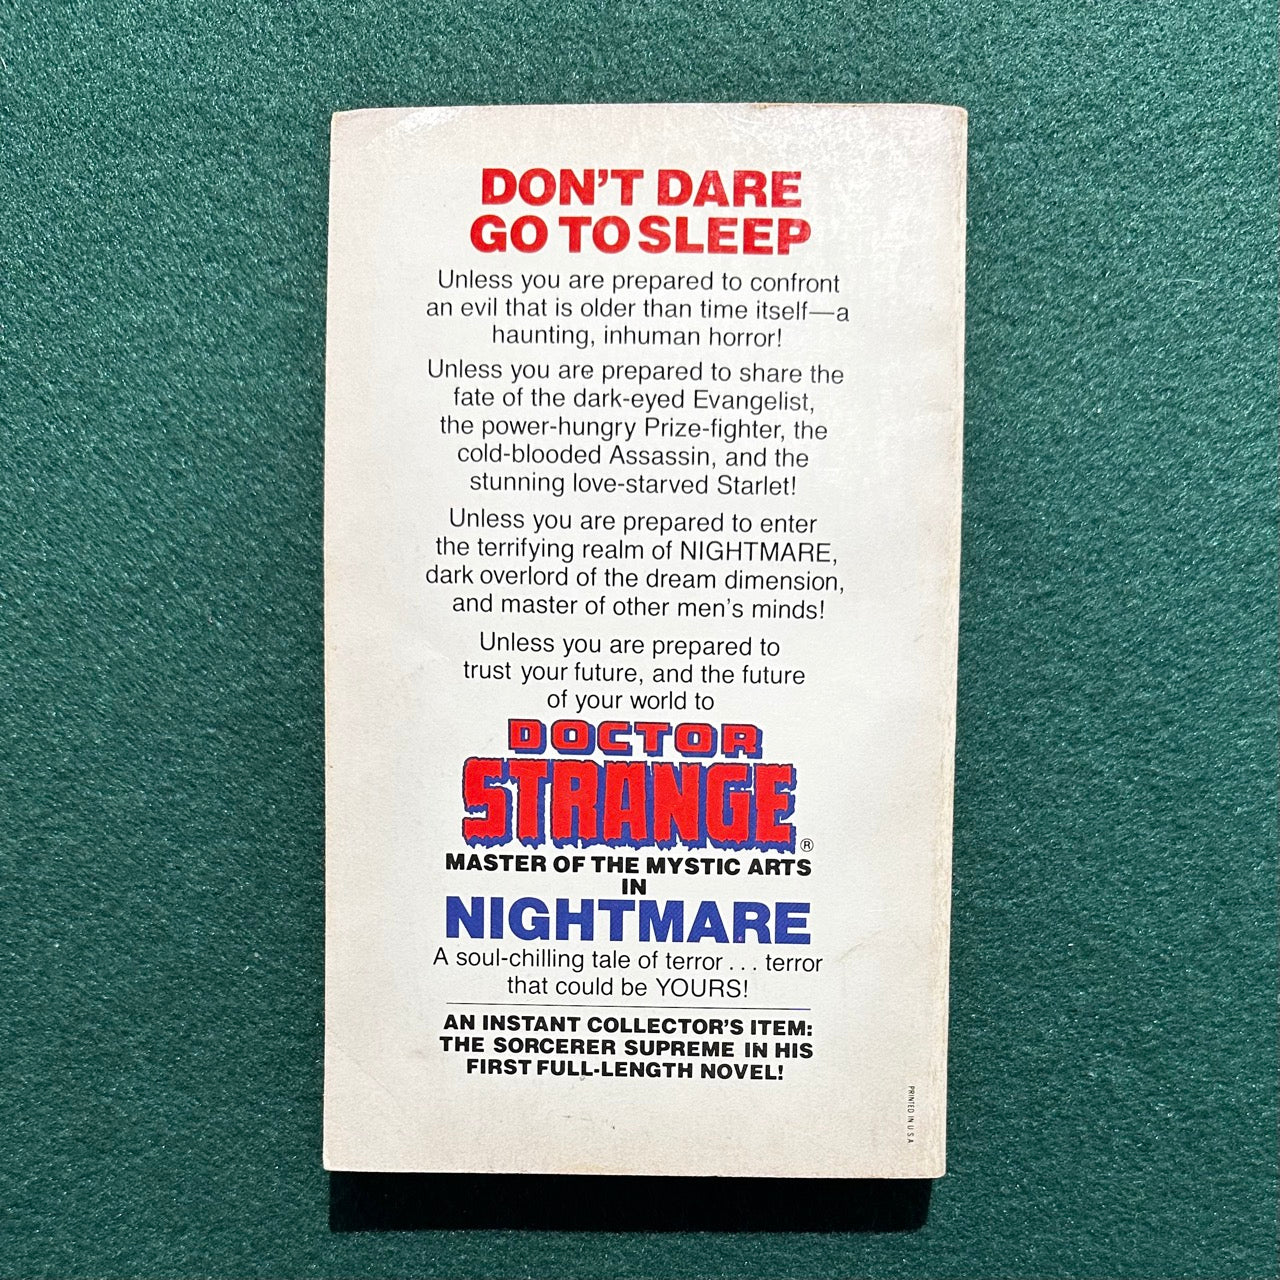 DON'T DARE
GO TO SLEEP
Unless you are prepared to confront
an evil that is older than time itself—a
haunting, inhuman horror!
Unless you are prepared to share the
fate of the dark-eyed Evangelist,
the power-hungry Prize-fighter, the
cold-blooded Assassin, and the
stunning love-starved Starlet!
Unless you are prepared to enter
the terrifying realm of NIGHTMARE,
dark overlord of the dream dimension,
and master of other men's minds!
Unless you are prepared to
trust your future, and the future
of your world to
DOCTOR
STRANGE®
MASTER OF THE MYSTIC ARTS
IN
NIGHTMARE
A soul-chilling tale of terror . . . terror
that could be YOURS!
AN INSTANT COLLECTOR'S ITEM:
THE SORCERER SUPREME IN HIS
FIRST FULL-LENGTH NOVEL!
PRINTED IN U.S.A